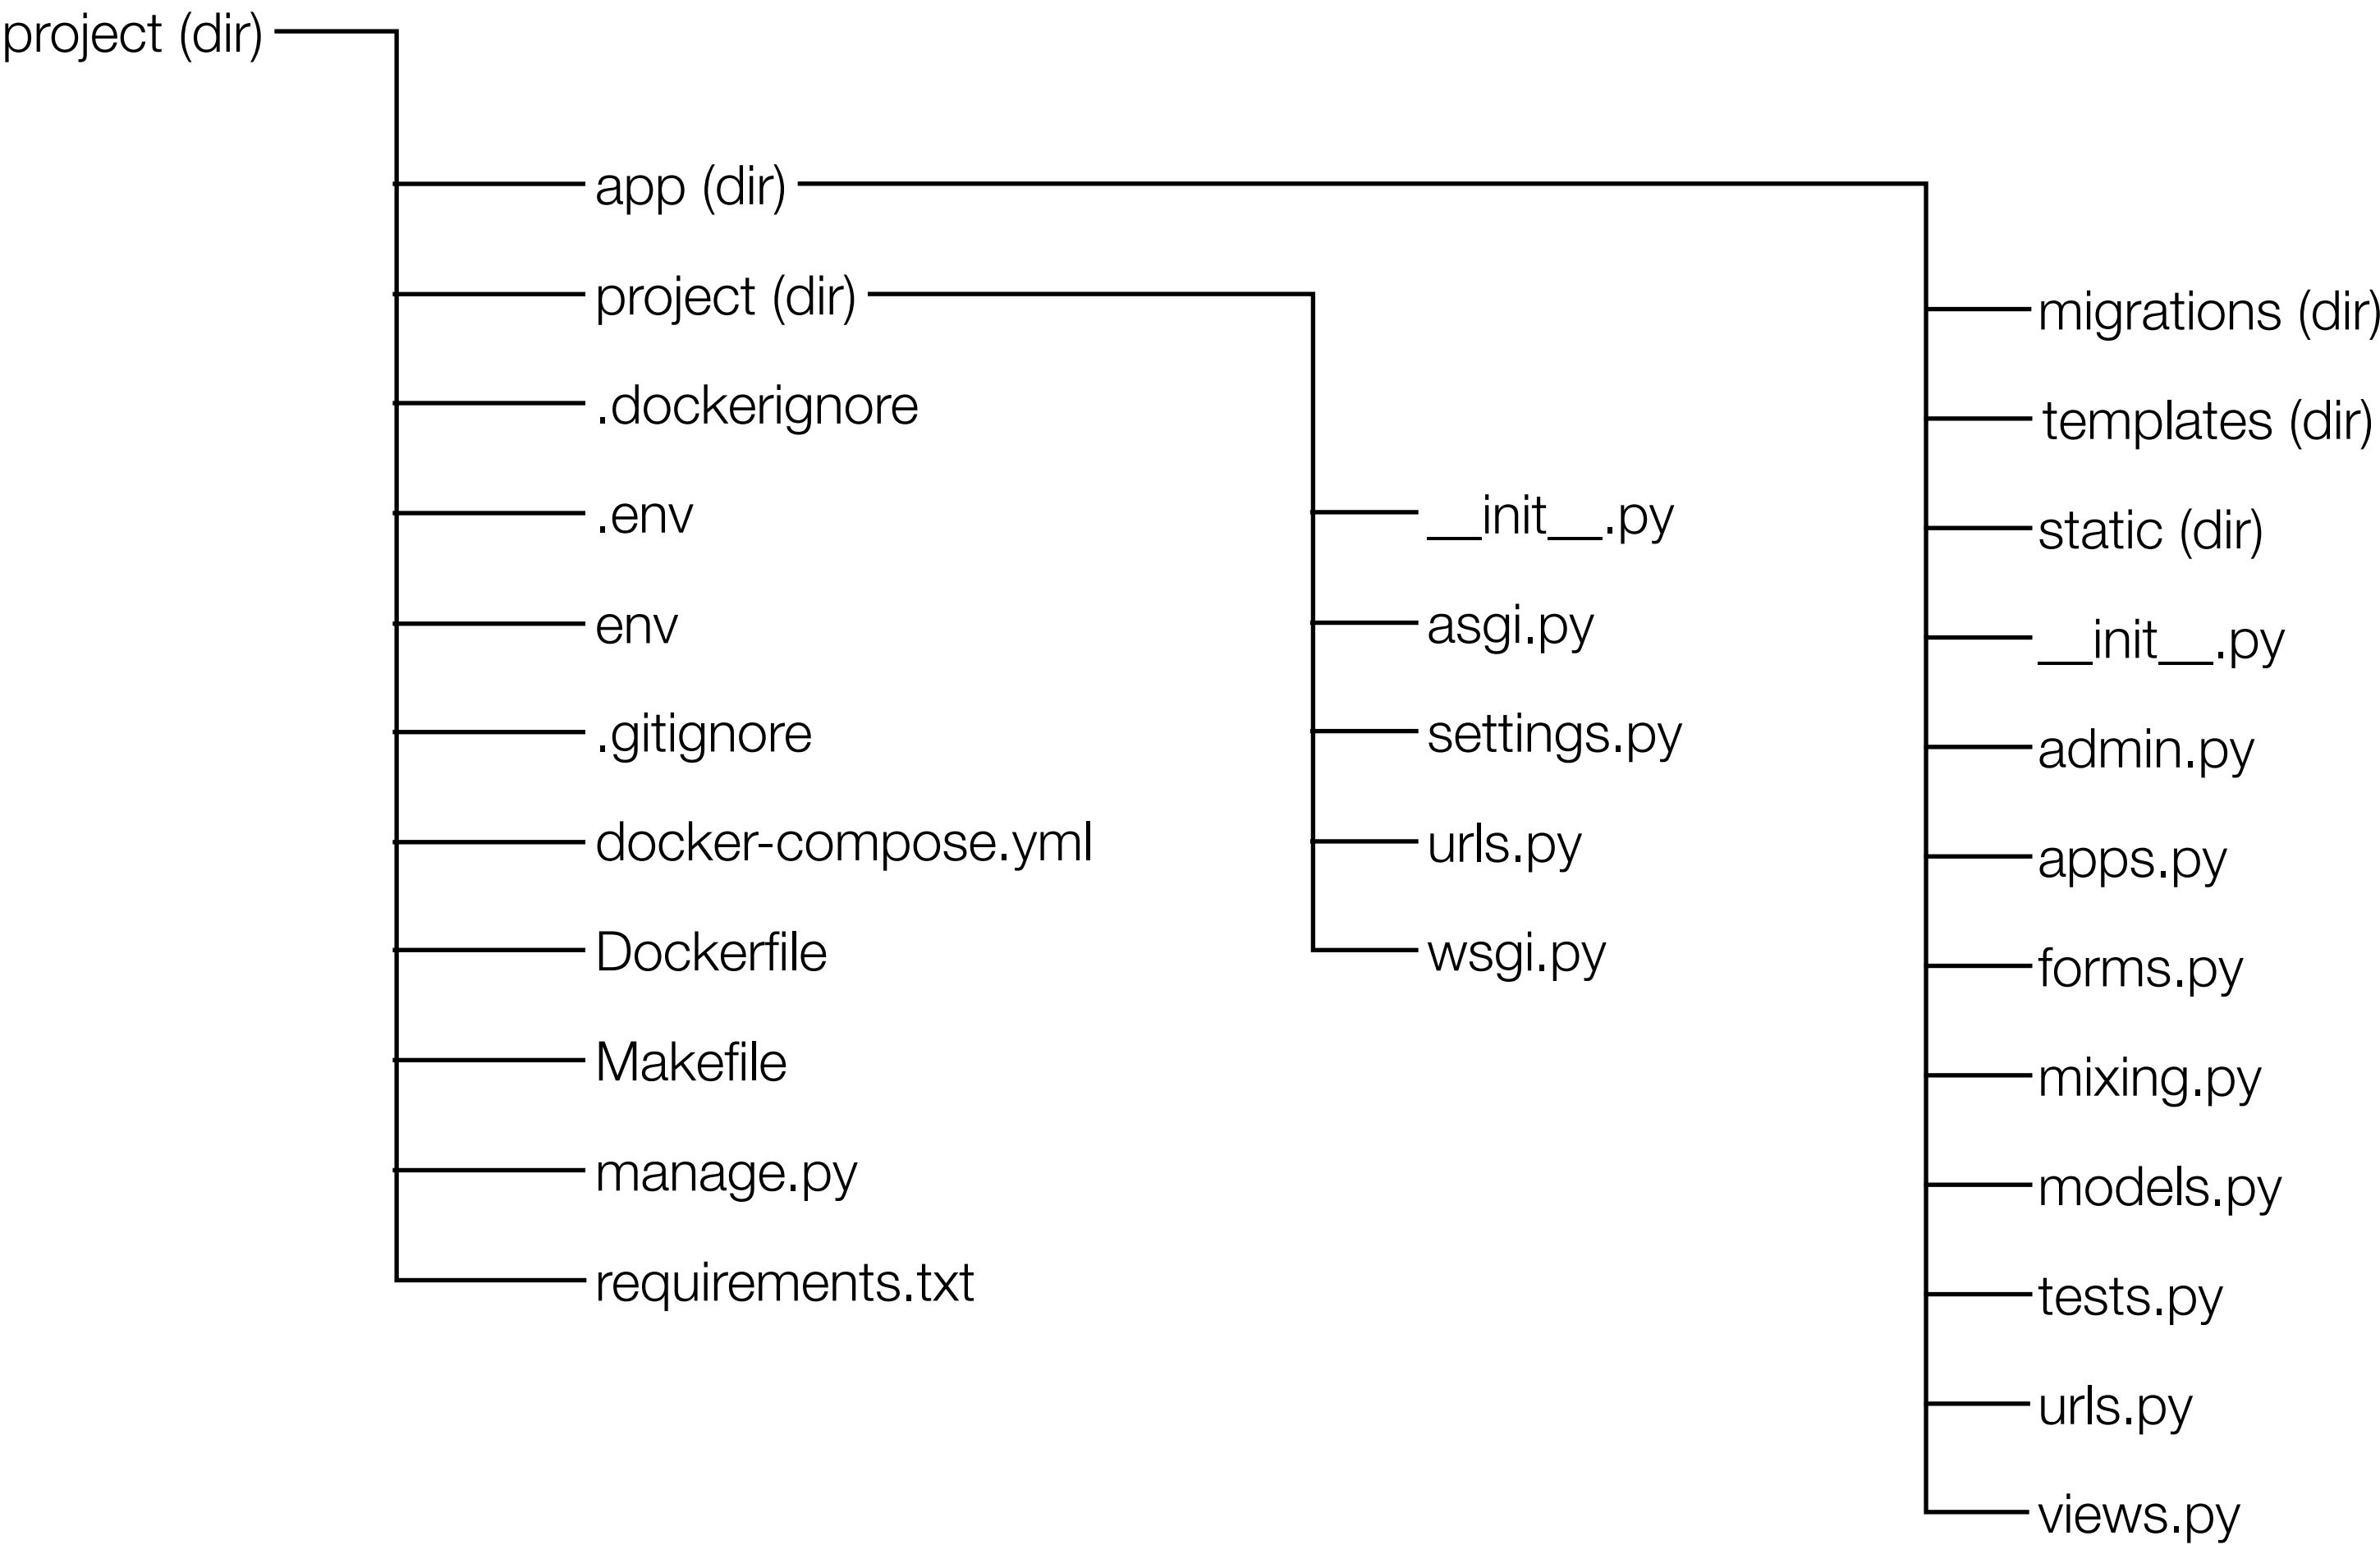 project (dir)
app (dir)
project (dir)
.dockerignore
.env
env
.gitignore
docker-compose.yml
Dockerfile
Makefile
manage.py
requirements.txt
__init__.py
asgi.py
settings.py
urls.py
wsgi.py
migrations (dir)
templates (dir)
static (dir)
__init__.py
admin.py
apps.py
forms.py
mixing.py
models.py
tests.py
urls.py
views.py